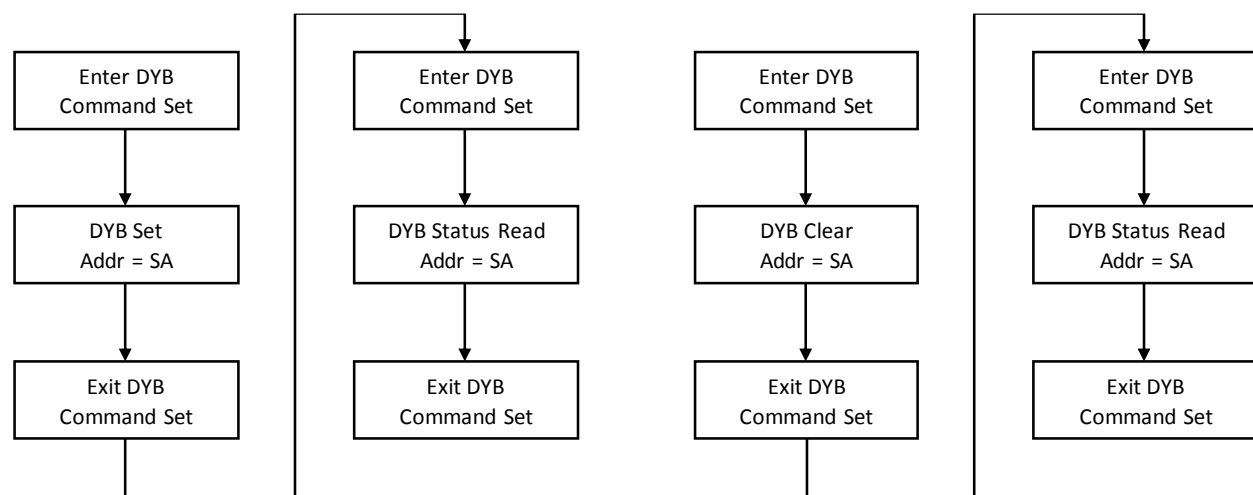 Enter DYB
Command Set
DYB Set
Addr = SA
Exit DYB
Command Set
Enter DYB
Command Set
DYB Status Read
Addr = SA
Exit DYB
Command Set
Enter DYB
Command Set
DYB Clear
Addr = SA
Exit DYB
Command Set
Enter DYB
Command Set
DYB Status Read
Addr = SA
Exit DYB
Command Set